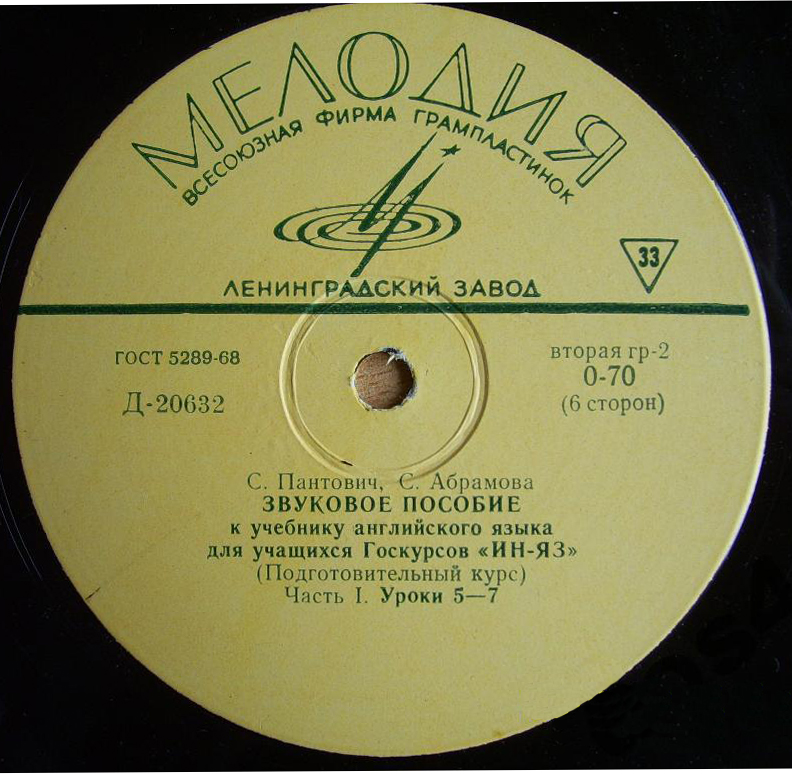 МЕЛОДИЯ
ВСЕСОЮЗНАЯ ФИРМА ГРАМПЛАСТИНОК
33
ЛЕНИНГРАДСКИЙ ЗАВОД
ГОСТ 5289-68
Д-20632
вторая гр-2
0-70
(6 сторон)
С. Пантович, С. Абрамова
ЗВУКОВОЕ ПОСОБИЕ
к учебнику английского языка
для учащихся Госкурсов «ИН-ЯЗ»
(Подготовительный курс)
Часть I. Уроки 5—7